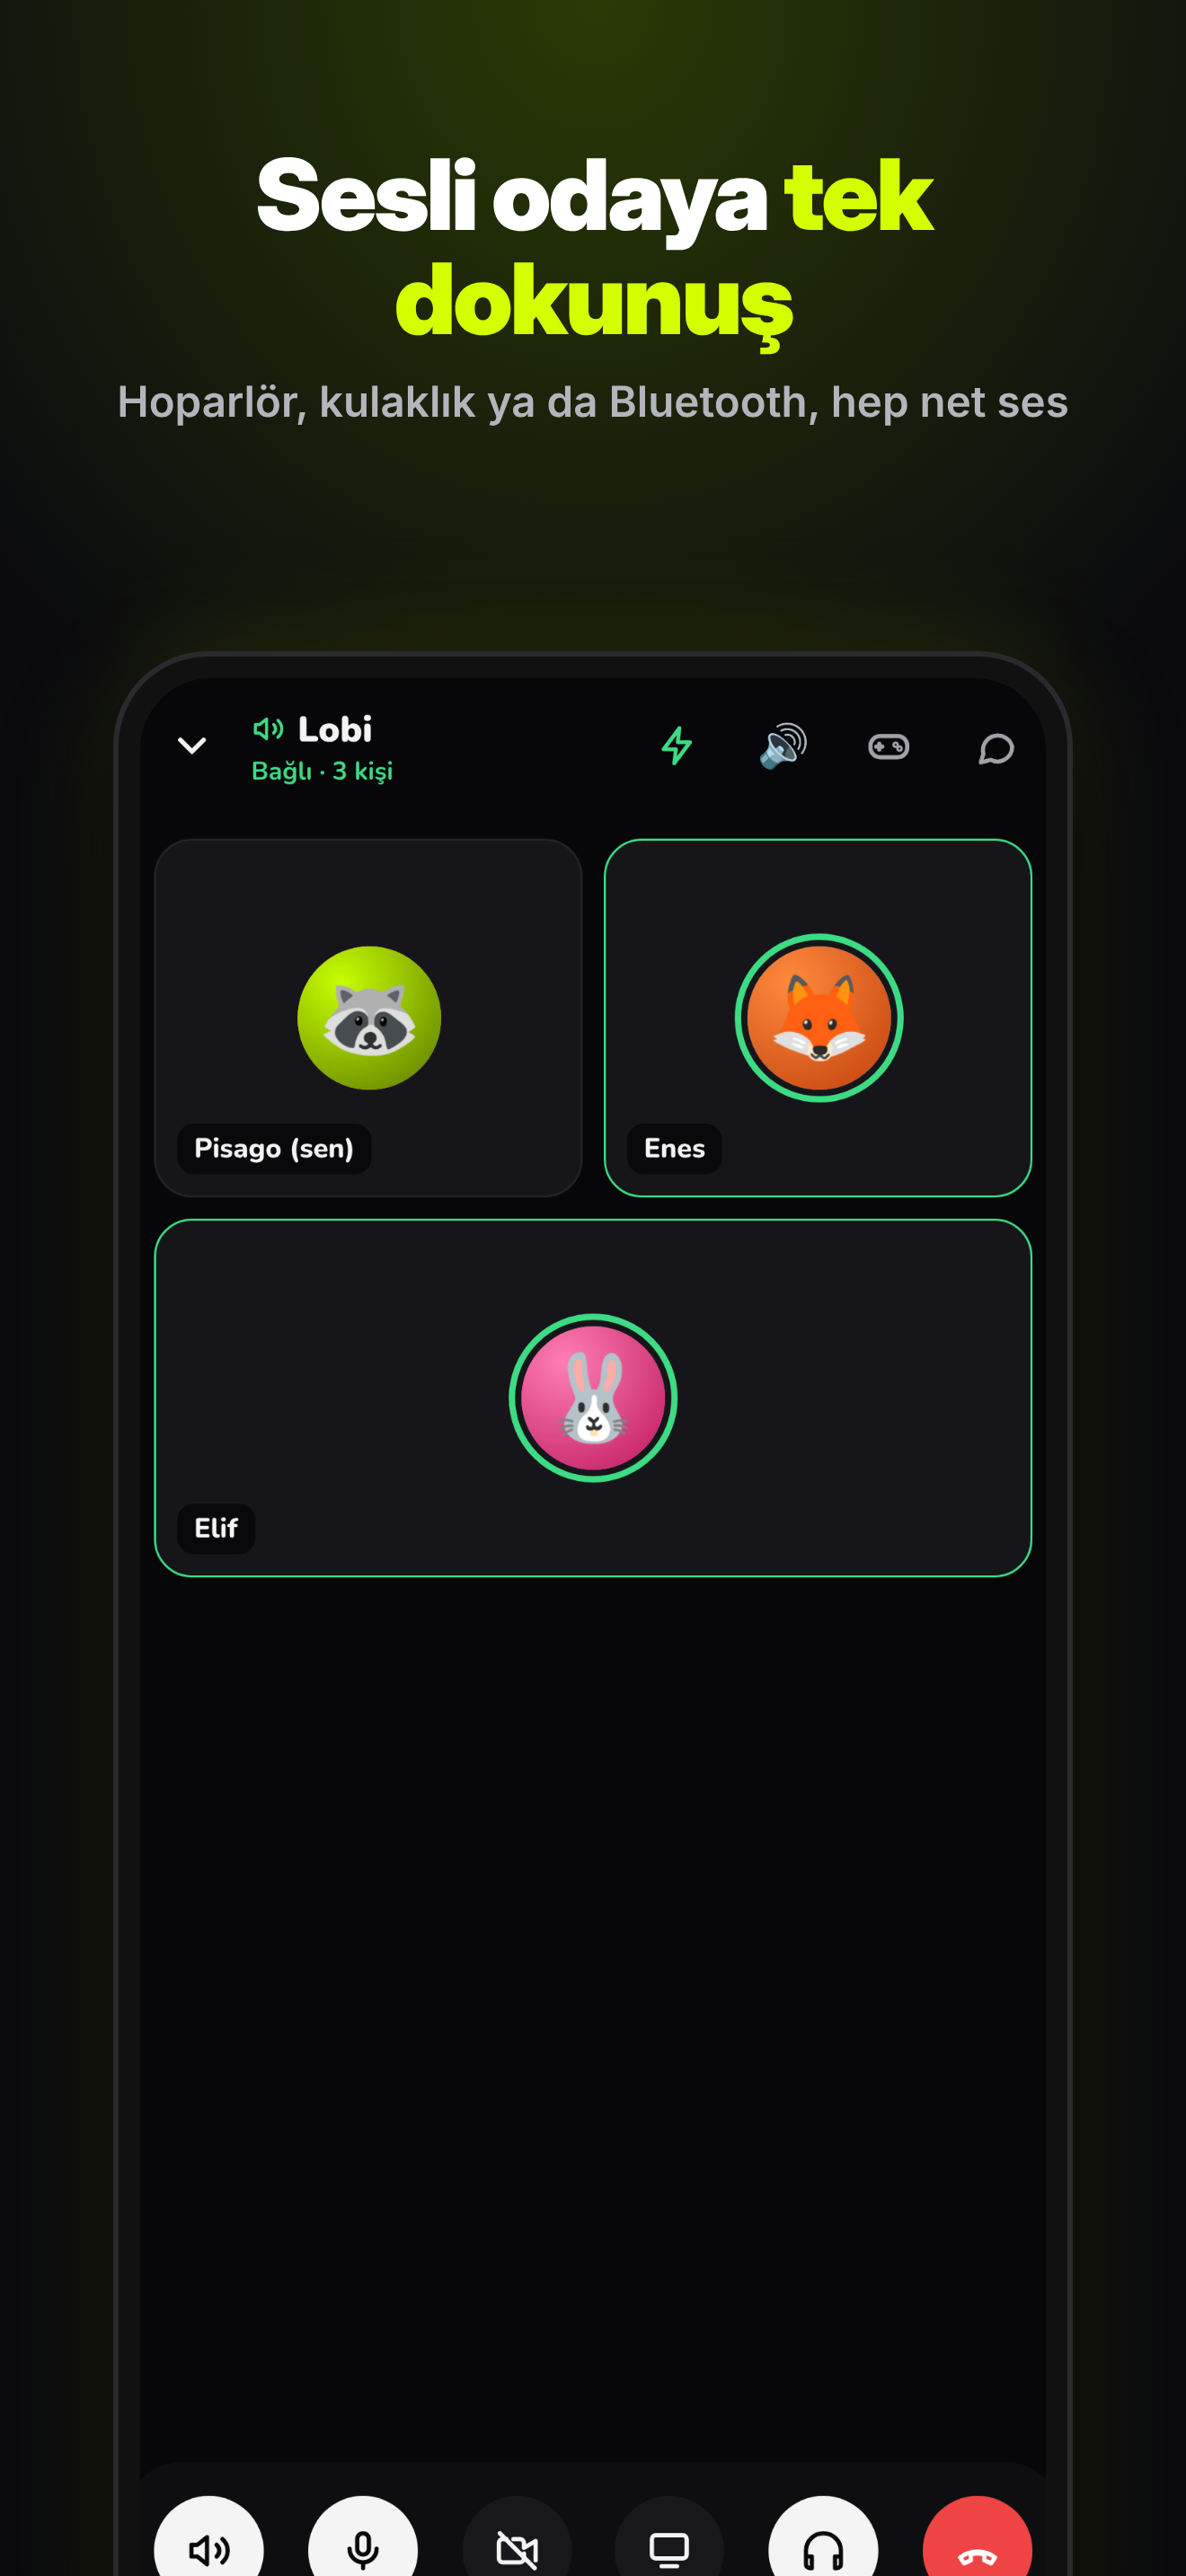 Sesli odaya tek
dokunuş
Hoparlör, kulaklık ya da Bluetooth, hep net ses
Lobi
Bağlı · 3 kişi
Pisago (sen)
Enes
Elif